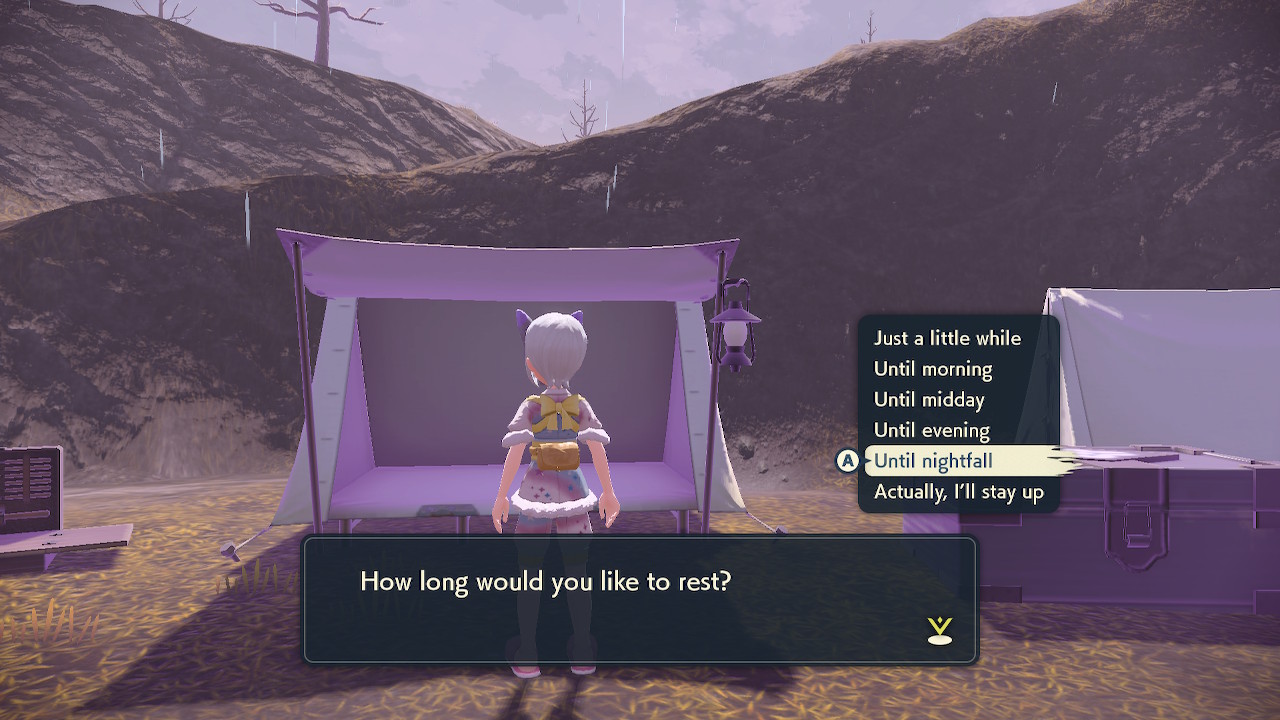 Just a little while
Until morning
Until midday
Until evening
A
Until nightfall
Actually, I'll stay up
How long would you like to rest?